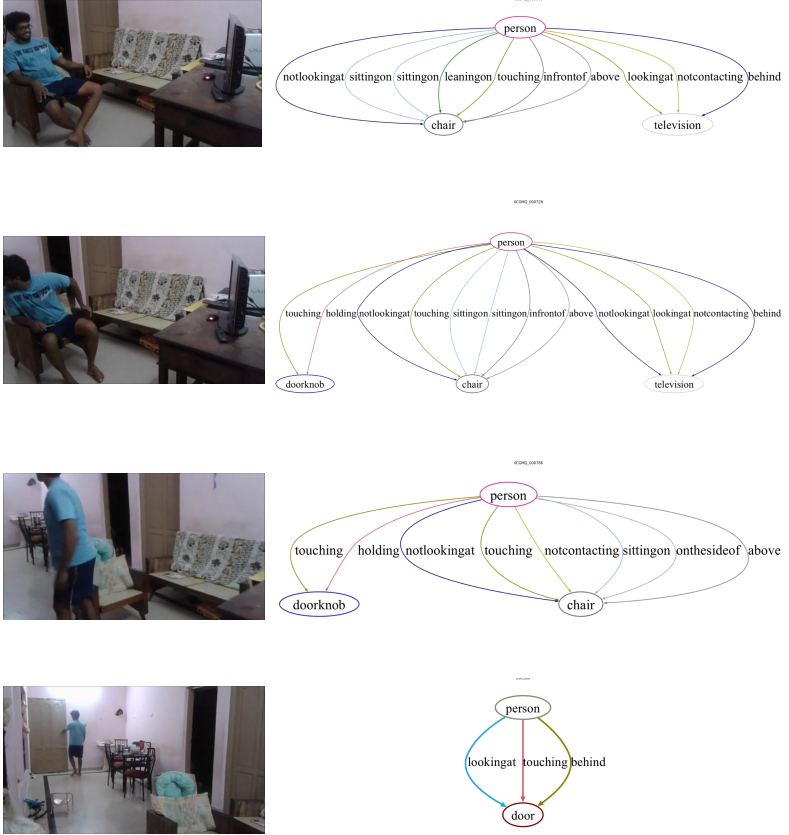 person
notlookingat sittingon sittingon leaningon touching infrontof above lookingat notcontacting behind
chair television
0CGMQ_000728
person
touching holding notlookingat touching sittingon sittingon infrontof above notlookingat lookingat notcontacting behind
doorknob chair television
0CGMQ_000788
person
touching holding notlookingat touching notcontacting sittingon onthesideof above
doorknob chair
person
lookingat touching behind
door